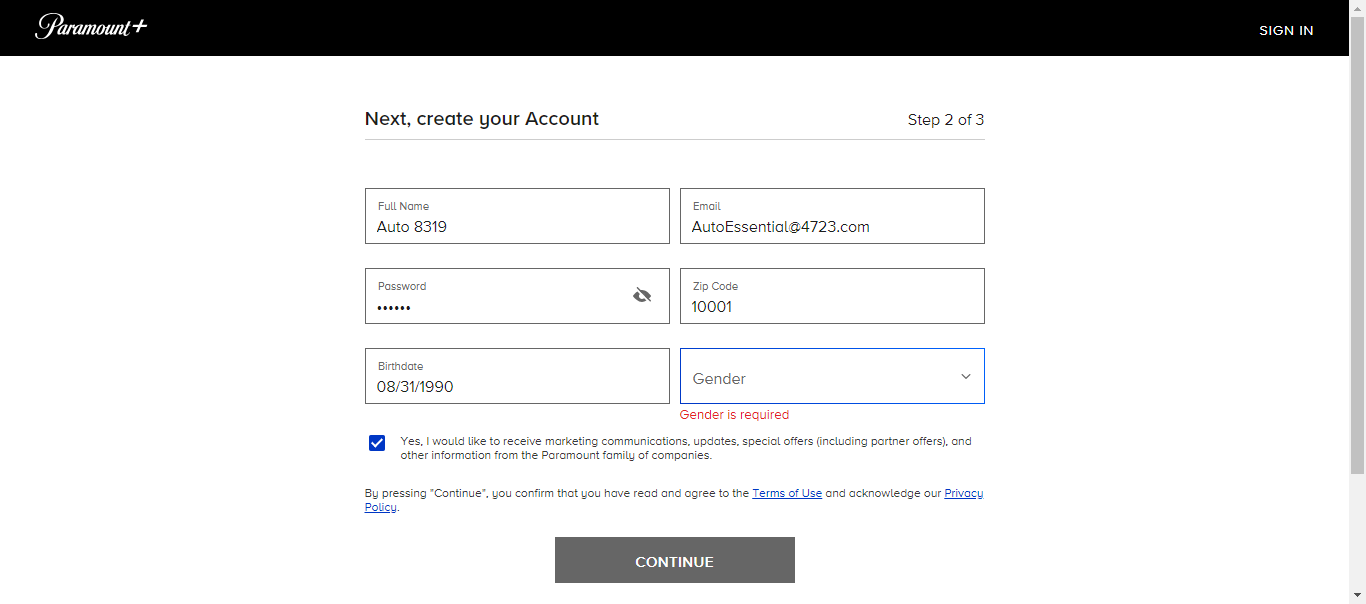 Paramount+
SIGN IN
Next, create your Account
Step 2 of 3
Full Name
Auto 8319
Email
AutoEssential@4723.com
Password
••••••
Zip Code
10001
Birthdate
08/31/1990
Gender
Gender is required
Yes, I would like to receive marketing communications, updates, special offers (including partner offers), and
other information from the Paramount family of companies.
By pressing "Continue", you confirm that you have read and agree to the Terms of Use and acknowledge our Privacy
Policy.
CONTINUE